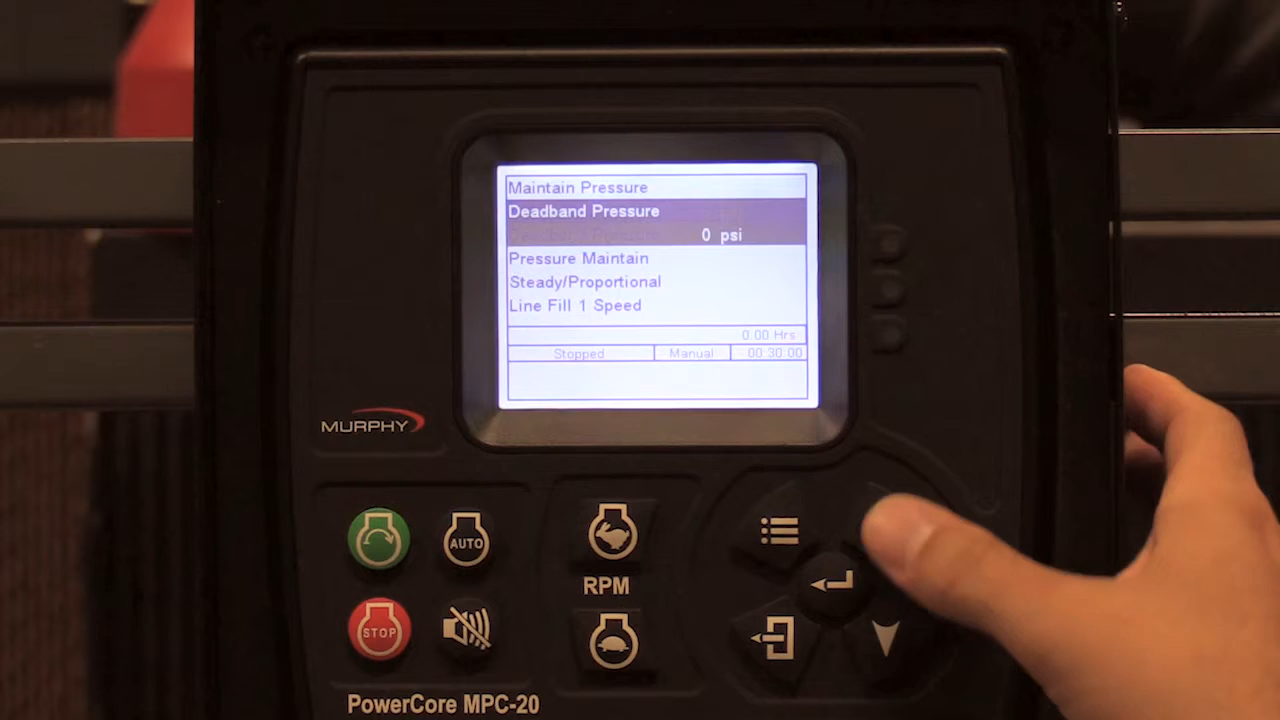 Maintain Pressure
Deadband Pressure
0 psi
Pressure Maintain
Steady/Proportional
Line Fill 1 Speed
0.00 Hrs
Stopped Manual 00:30:00
MURPHY
AUTO
RPM
STOP
PowerCore MPC-20